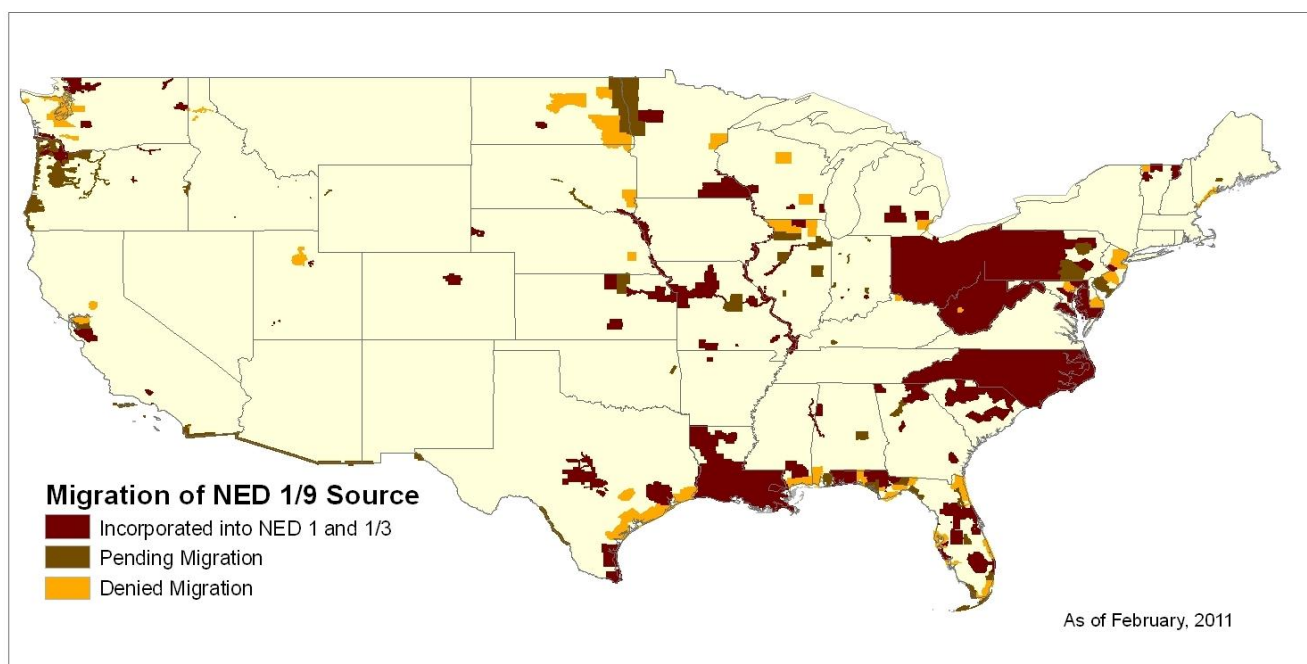 Migration of NED 1/9 Source
Incorporated into NED 1 and 1/3
Pending Migration
Denied Migration
As of February, 2011